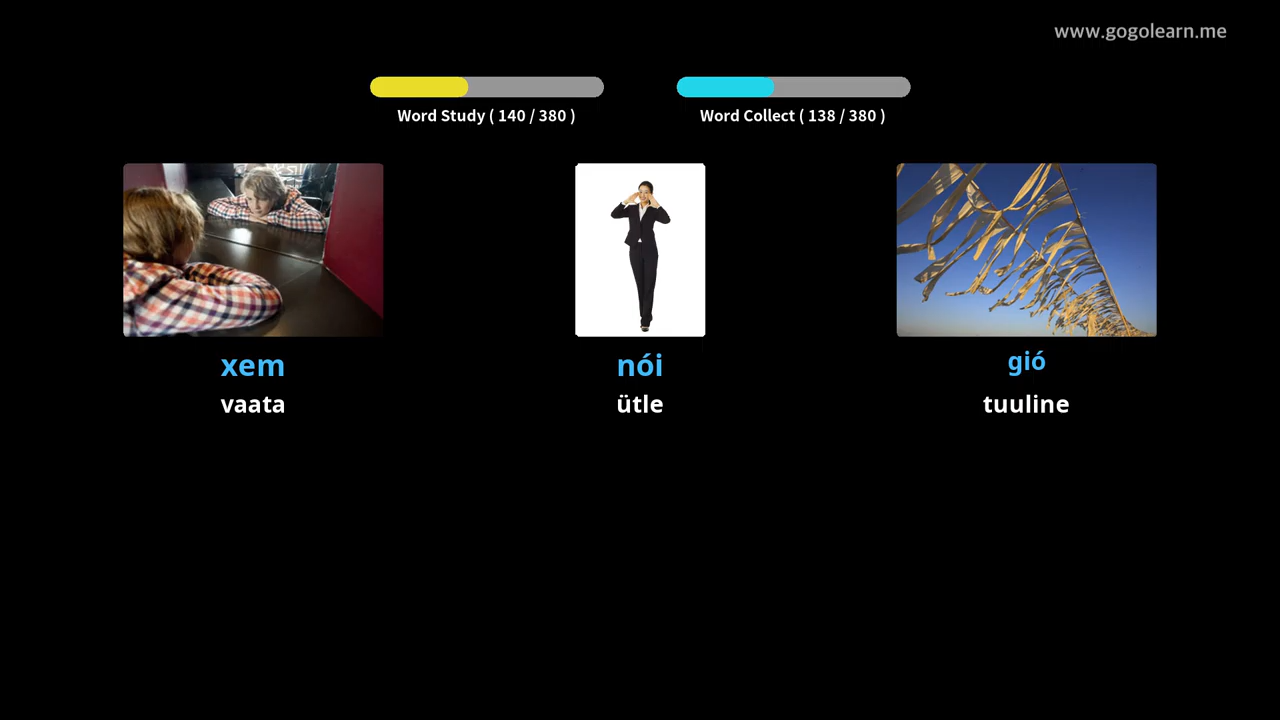 www.gogolearn.me
Word Study ( 140 / 380 )
Word Collect ( 138 / 380 )
xem
vaata
nói
ütle
gió
tuuline